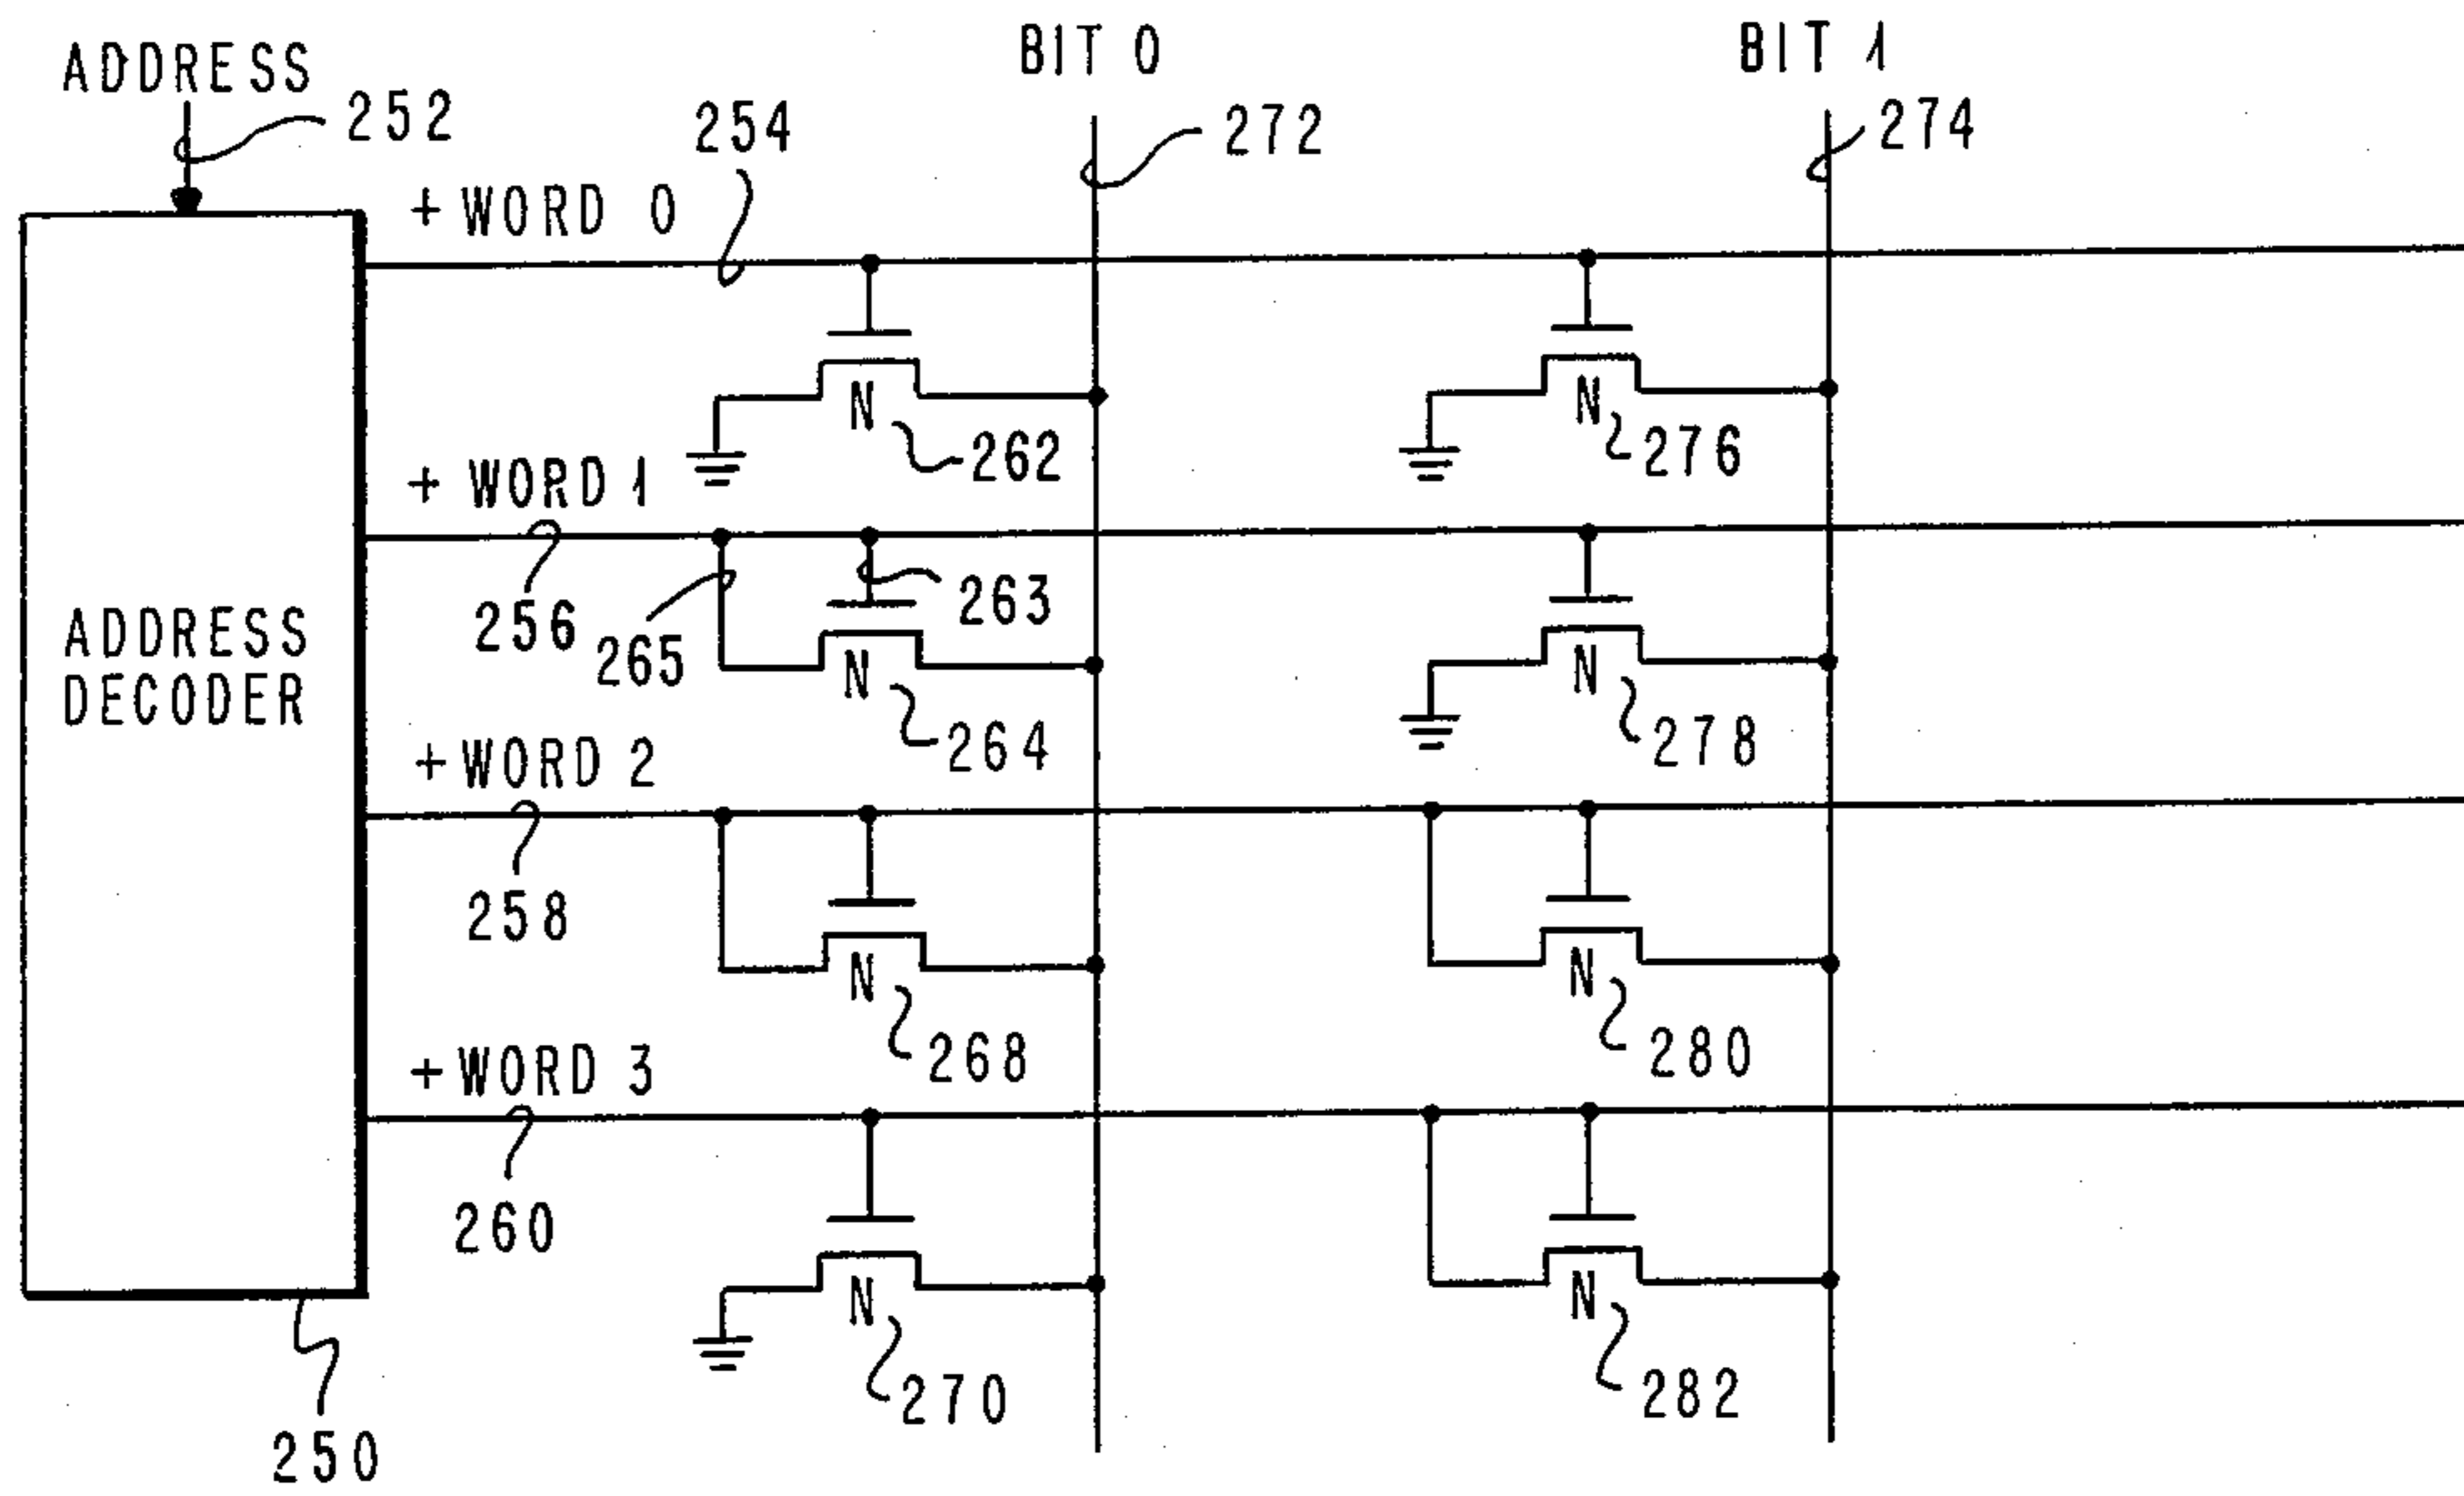 BIT 0
BIT 1
ADDRESS
252
254
272
274
+ WORD 0
262
276
+ WORD 1
263
256
265
ADDRESS
DECODER
N
N
N
N
264
278
+ WORD 2
258
N
N
268
280
+ WORD 3
260
N
N
270
282
250